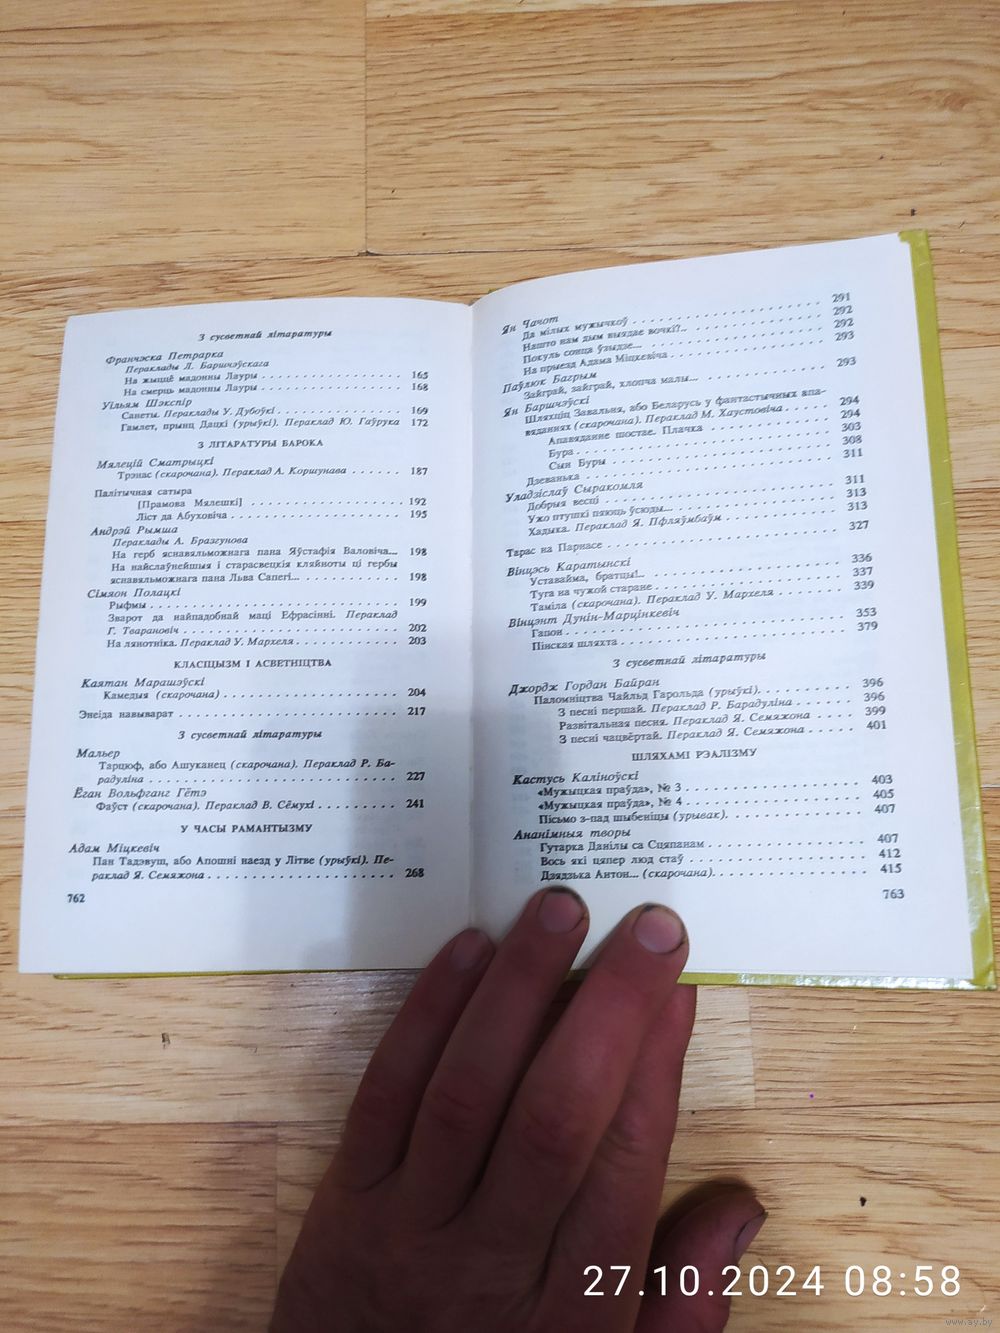 З сусветнай літаратуры
Франчэска Петрарка
Пераклады Л. Баршчэўскага
На жыццё мадонны Лауры 165
На смерць мадонны Лауры 168
Уільям Шэкспір
Санеты. Пераклады У. Дубоўкі 169
Гамлет, прынц Дацкі (урыўкі). Пераклад Ю. Гаўрука 172
З ЛІТАРАТУРЫ БАРОКА
Мялецій Сматрыцкі
Трэнас (скарочана). Пераклад А. Коршунава 187
Палітычная сатыра
[Прамова Мялешкі] 192
Ліст да Абуховіча 195
Андрэй Рымша
Пераклады А. Бразгунова
На герб яснавяльможнага пана Яўстафія Валовіча... 198
На найслаўнейшыя і старасвецкія кляйноты ці гербы
яснавяльможнага пана Льва Сапегі... 198
Сімяон Полацкі
Рыфмы 199
Зварот да найпадобнай маці Ефрасінні. Пераклад
Г. Тварановіч 202
На лянотніка. Пераклад У. Мархеля 203
КЛАСІЦЫЗМ І АСВЕТНІЦТВА
Каятан Марашэўскі
Камедыя (скарочана) 204
Энеіда навыварат 217
З сусветнай літаратуры
Мальер
Тарцюф, або Ашуканец (скарочана). Пераклад Р. Ба-
радуліна 227
Ёган Вольфганг Гётэ
Фаўст (скарочана). Пераклад В. Сёмухі 241
У ЧАСЫ РАМАНТЫЗМУ
Адам Міцкевіч
Пан Тадэвуш, або Апошні наезд у Літве (урыўкі). Пе-
раклад Я. Семяжона 268
762
Ян Чачот
Да мілых мужычкоў 291
Нашто нам дым выядае вочкі?.. 292
Покуль сонца ўзыдзе... 292
На прыезд Адама Міцкевіча 293
Паўлюк Багрым
Зайграй, зайграй, хлопча малы... 293
Ян Баршчэўскі
Шляхціц Завальня, або Беларусь у фантастычных апа-
вяданнях (скарочана). Пераклад М. Хаустовіча 294
Апавяданне шостае. Плачка 294
Бура 303
Сын Буры 308
Дзеванька 311
Уладзіслаў Сыракомля
Добрыя весці 311
Ужо птушкі пяюць ўсюды... 313
Хадыка. Пераклад Я. Пфляўмбаўм 313
Тарас на Парнасе 327
Вінцэсь Каратынскі
Уставайма, братцы!.. 336
Туга на чужой старане 337
Таміла (скарочана). Пераклад У. Мархеля 339
Вінцэнт Дунін-Марцінкевіч
Гапон 353
Пінская шляхта 379
З сусветнай літаратуры
Джордж Гордан Байран
Паломніцтва Чайльд Гарольда (урыўкі). 396
З песні першай. Пераклад Р. Барадуліна 396
Развітальная песня. Пераклад Я. Семяжона 399
З песні чацвёртай. Пераклад Я. Семяжона 401
ШЛЯХАМІ РЭАЛІЗМУ
Кастусь Каліноўскі
«Мужыцкая праўда», № 3 403
«Мужыцкая праўда», № 4 405
Пісьмо з-пад шыбеніцы (урывак). 407
Ананімныя творы
Гутарка Данілы са Сцяпанам 407
Вось які цяпер люд стаў 412
Дзядзька Антон... (скарочана). 415
763
27.10.2024 08:58
www.ay.by